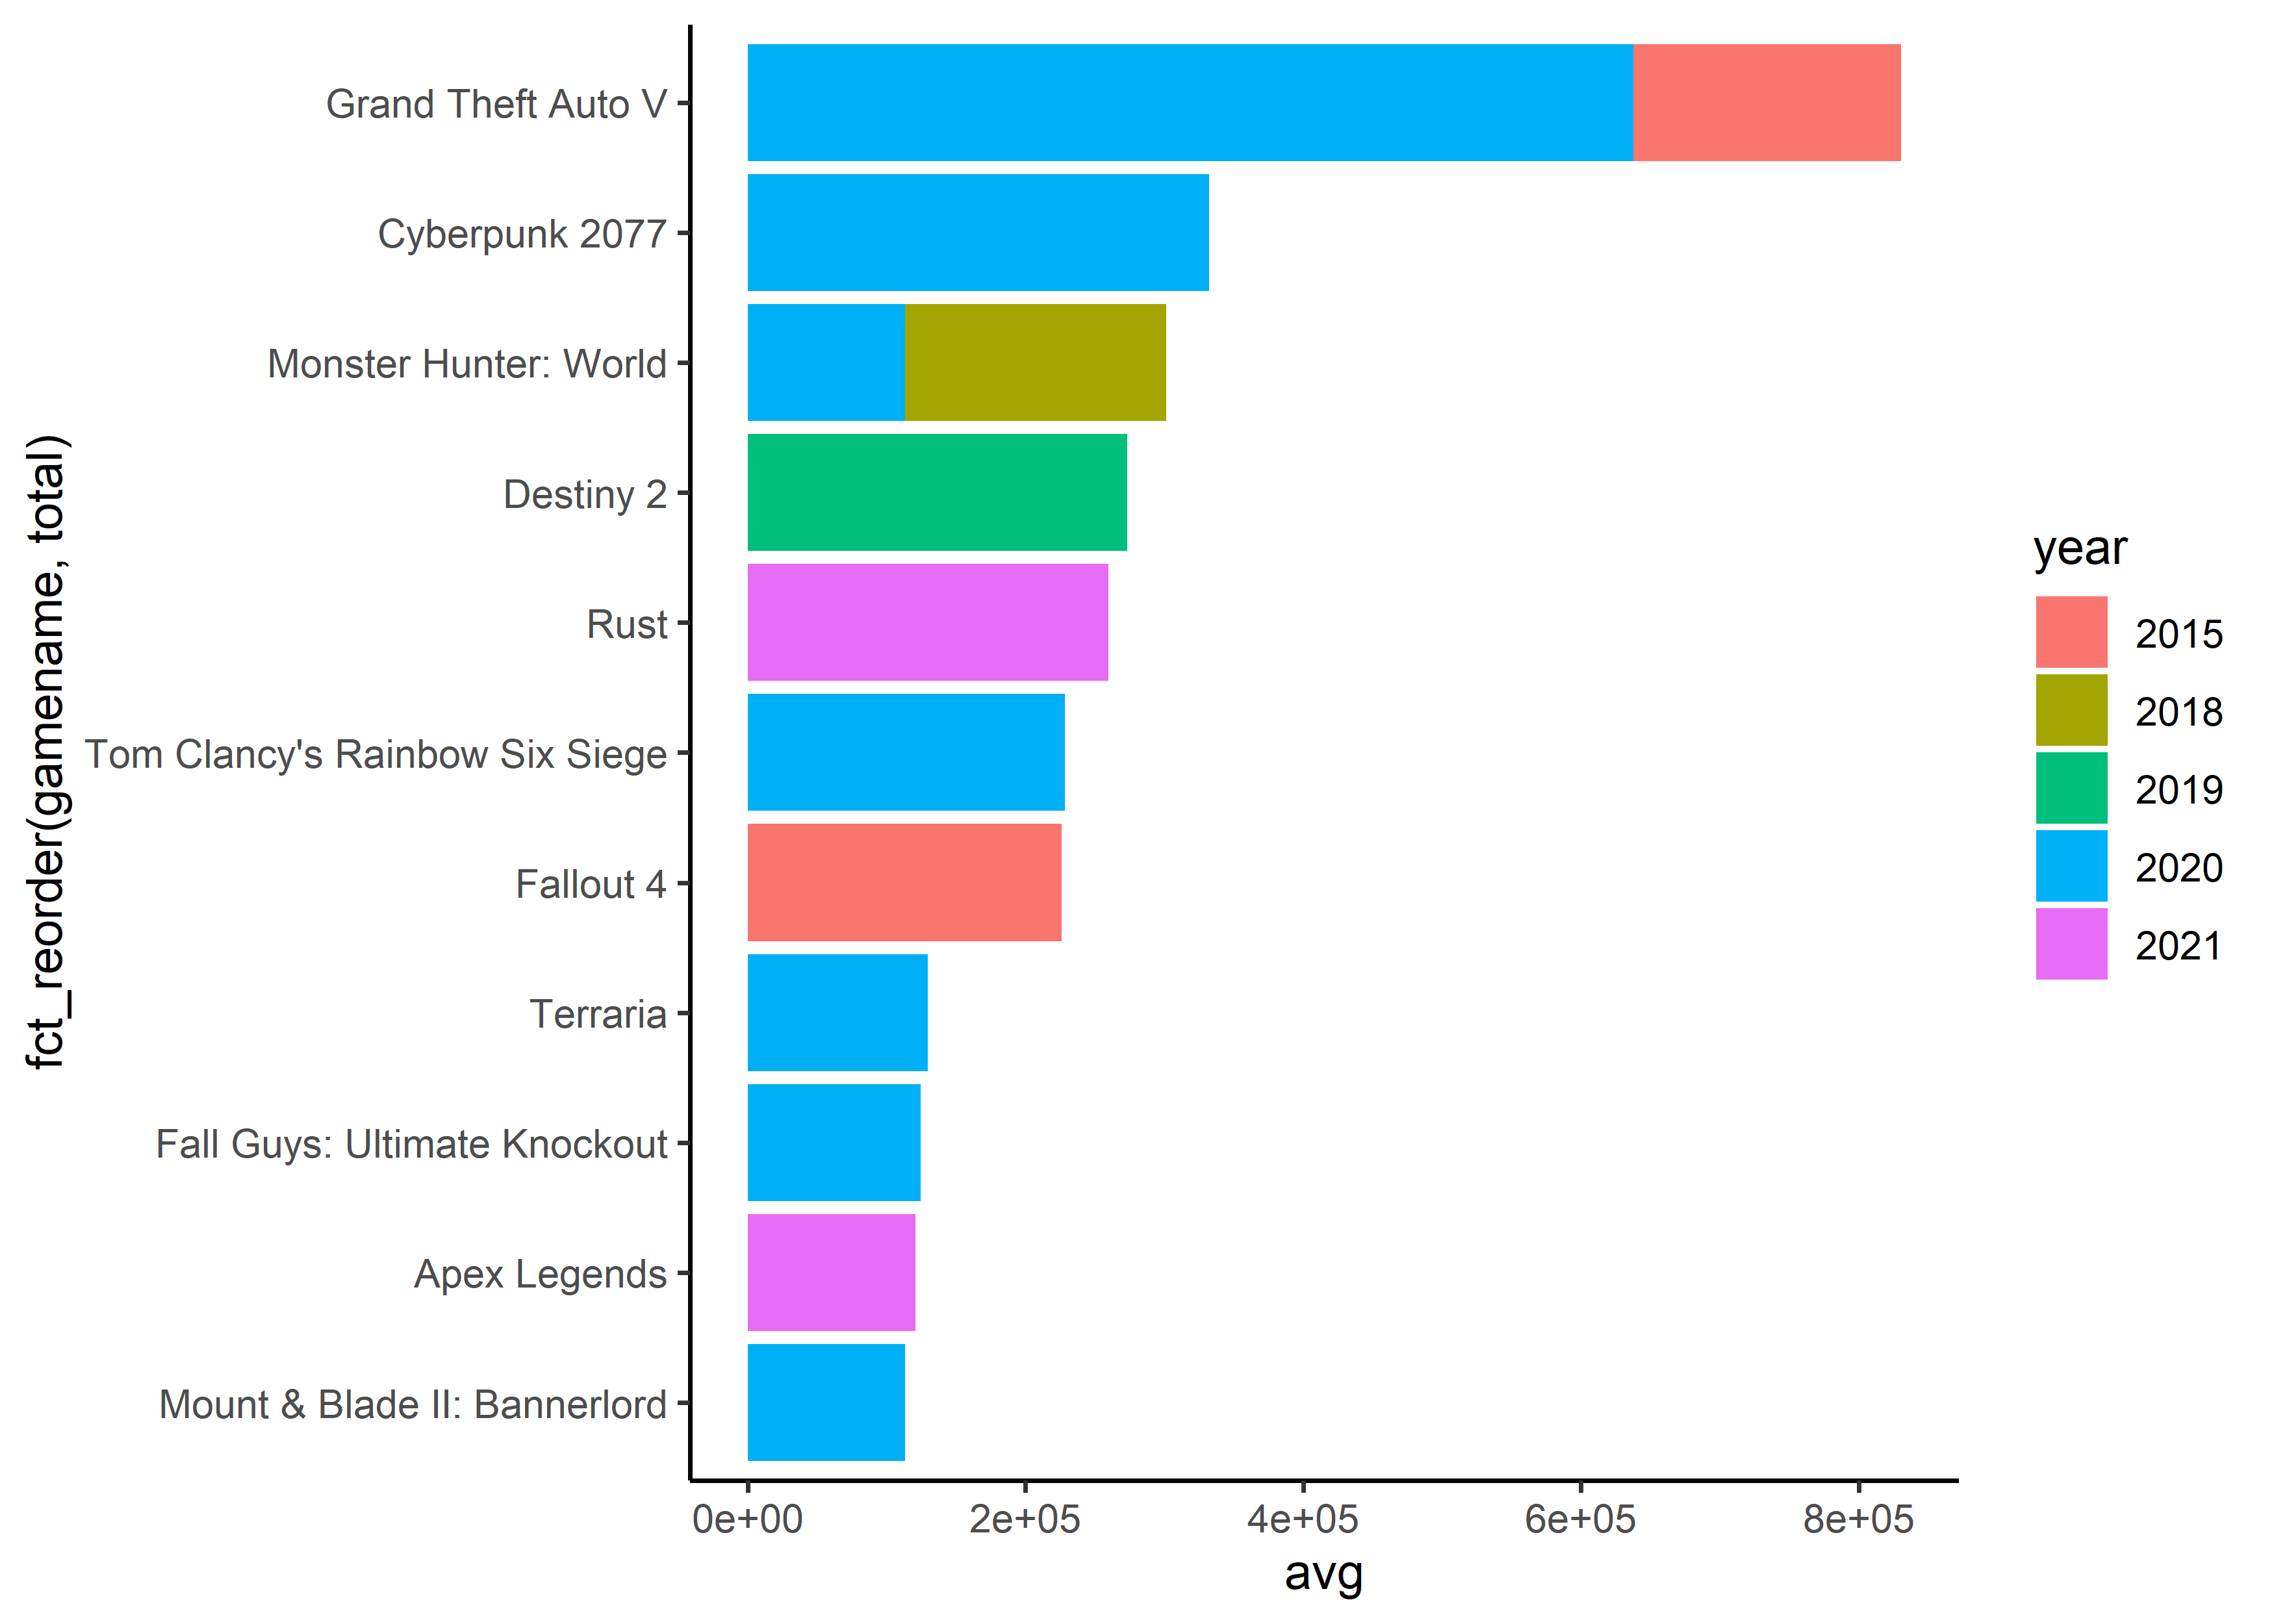 Grand Theft Auto V
Cyberpunk 2077
Monster Hunter: World
Destiny 2
Rust
Tom Clancy's Rainbow Six Siege
Fallout 4
Terraria
Fall Guys: Ultimate Knockout
Apex Legends
Mount & Blade II: Bannerlord
fct_reorder(gamename, total)
0e+00 2e+05 4e+05 6e+05 8e+05
avg
year
2015
2018
2019
2020
2021